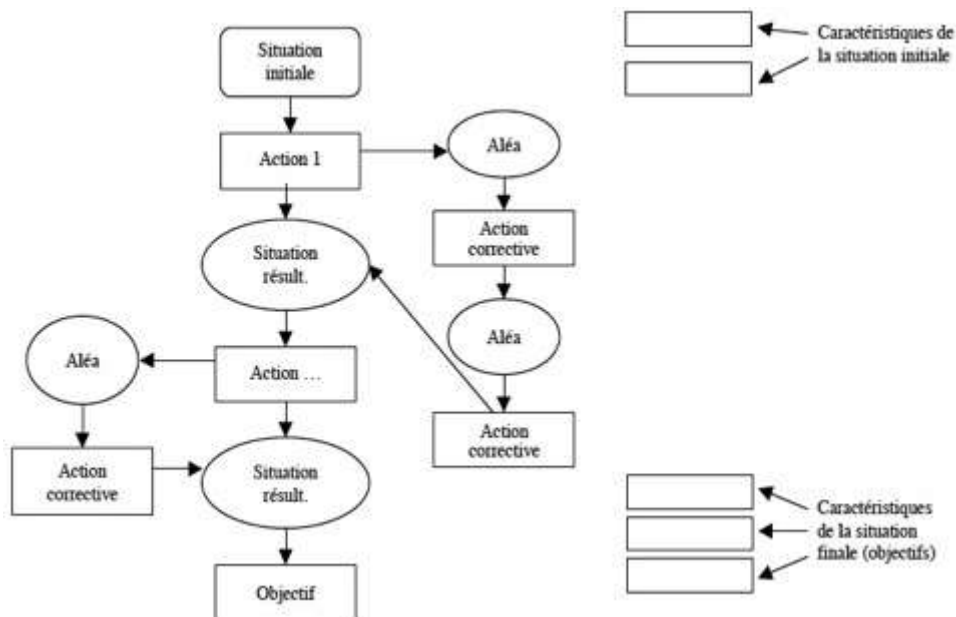 Situation
initiale
Caractéristiques de
la situation initiale
Action 1
Aléa
Action
corrective
Situation
résult.
Aléa
Aléa
Action ...
Action
corrective
Action
corrective
Situation
résult.
Caractéristiques
de la situation
finale (objectifs)
Objectif